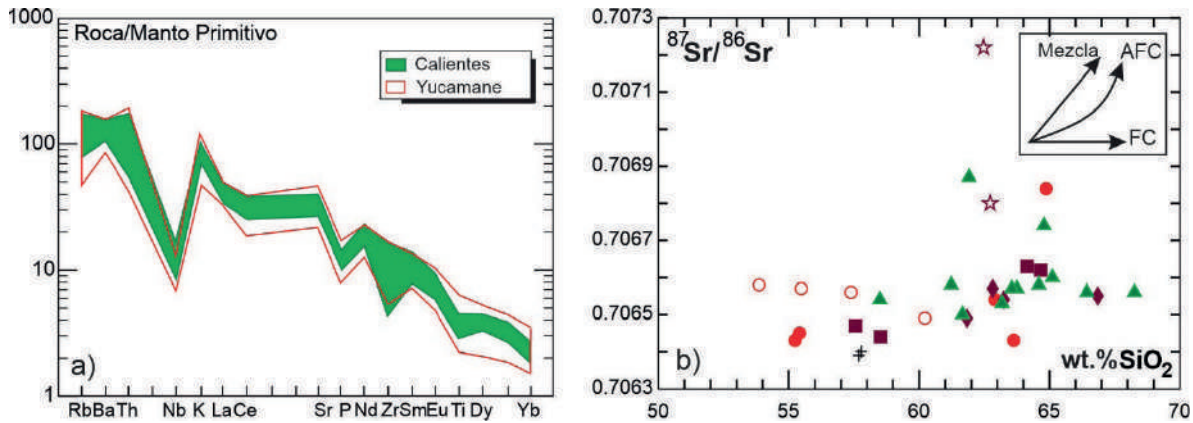 1000
100
10
1
Roca/Manto Primitivo
Calientes
Yucamane
a)
RbBaTh Nb K LaCe Sr P Nd ZrSmEu Ti Dy Yb
0.7073
0.7071
0.7069
0.7067
0.7065
0.7063
⁸⁷Sr/⁸⁶Sr
Mezcla AFC
FC
b)
wt.%SiO₂
50 55 60 65 70